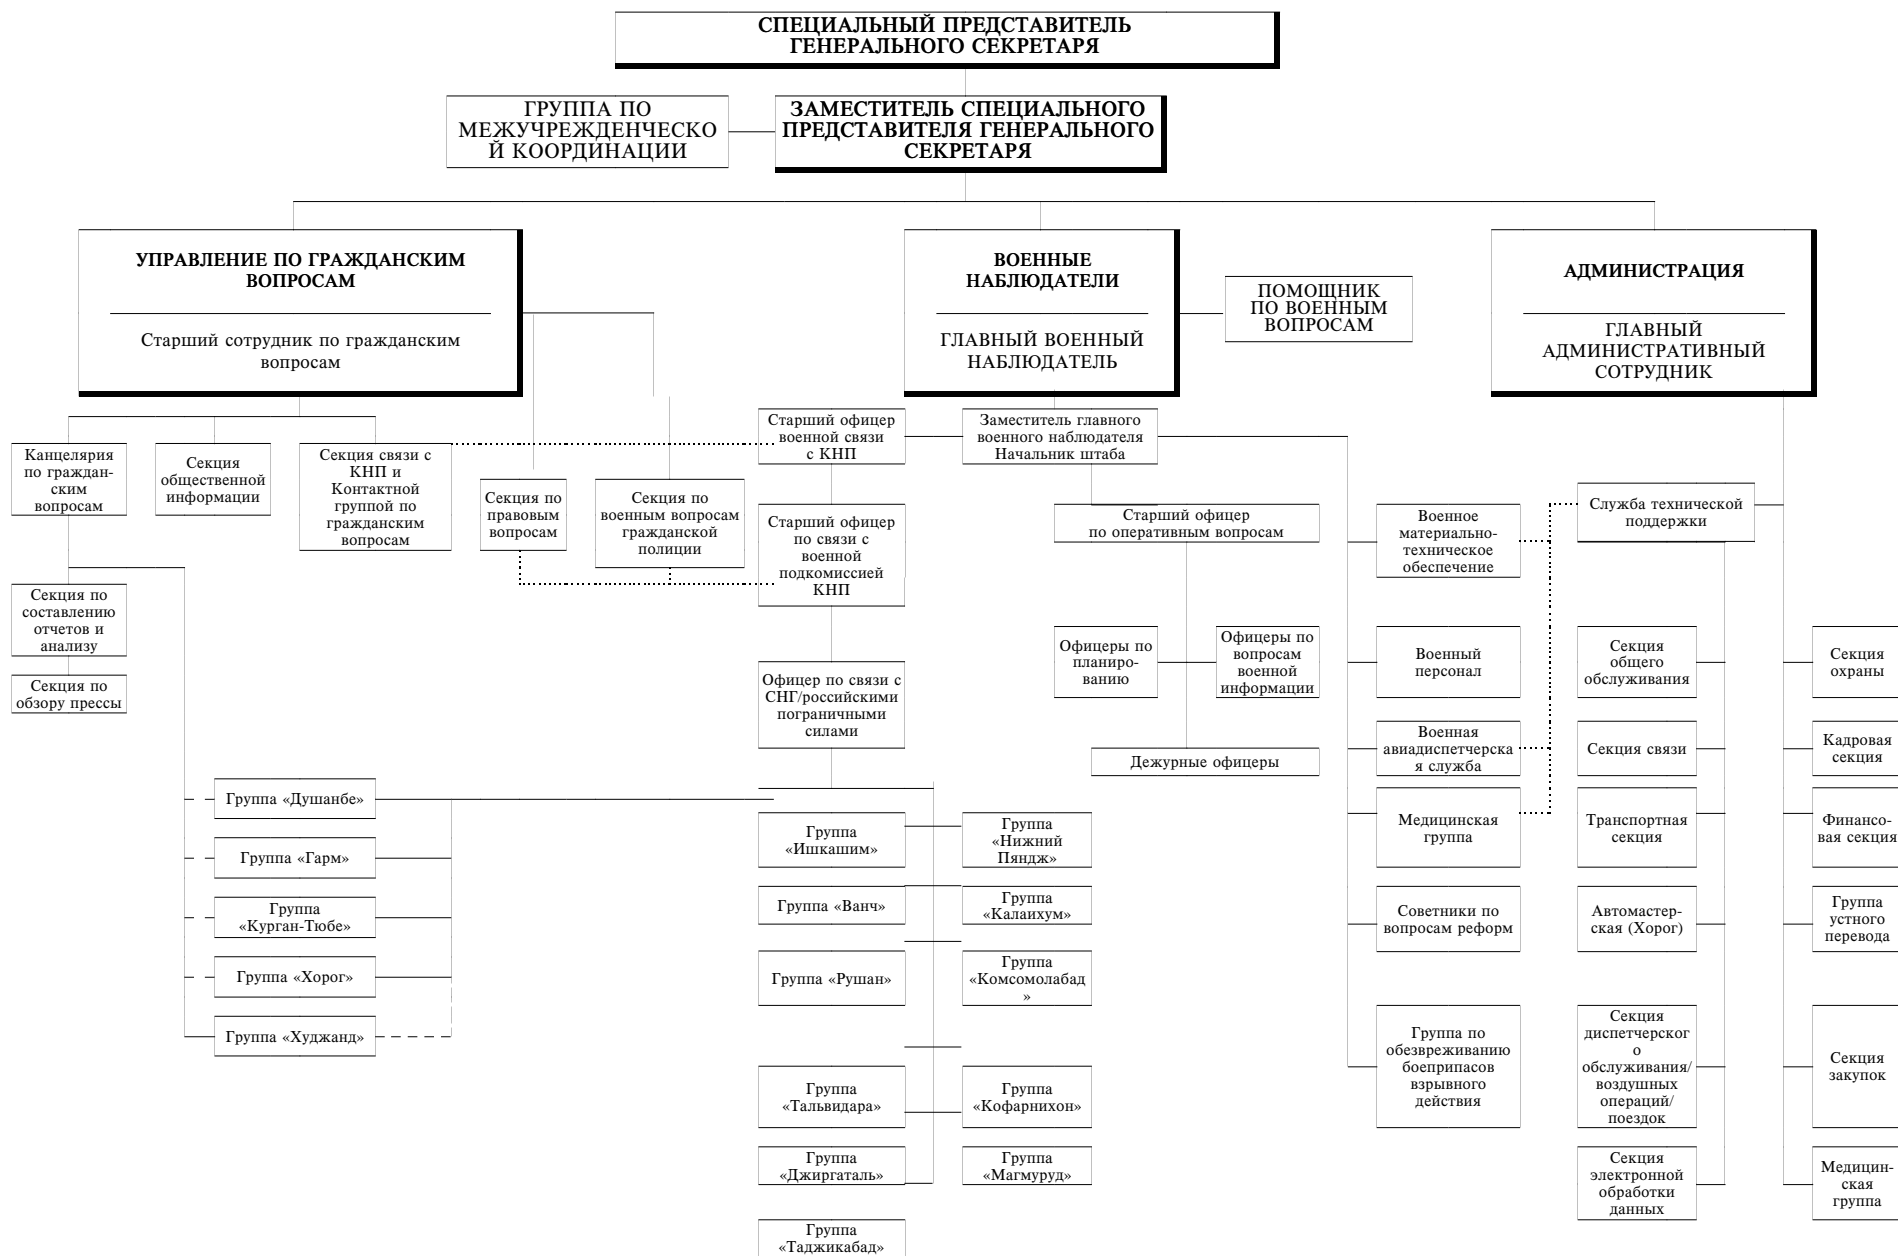 СПЕЦИАЛЬНЫЙ ПРЕДСТАВИТЕЛЬ
ГЕНЕРАЛЬНОГО СЕКРЕТАРЯ
ГРУППА ПО
МЕЖУЧРЕЖДЕНЧЕСКО
Й КООРДИНАЦИИ
ЗАМЕСТИТЕЛЬ СПЕЦИАЛЬНОГО
ПРЕДСТАВИТЕЛЯ ГЕНЕРАЛЬНОГО
СЕКРЕТАРЯ
УПРАВЛЕНИЕ ПО ГРАЖДАНСКИМ
ВОПРОСАМ
Старший сотрудник по гражданским
вопросам
ВОЕННЫЕ
НАБЛЮДАТЕЛИ
ГЛАВНЫЙ ВОЕННЫЙ
НАБЛЮДАТЕЛЬ
ПОМОЩНИК
ПО ВОЕННЫМ
ВОПРОСАМ
АДМИНИСТРАЦИЯ
ГЛАВНЫЙ
АДМИНИСТРАТИВНЫЙ
СОТРУДНИК
Канцелярия
по граждан-
ским
вопросам
Секция
общественной
информации
Секция связи с
КНП и
Контактной
группой по
гражданским
вопросам
Секция по
правовым
вопросам
Секция по
военным вопросам
гражданской
полиции
Старший офицер
военной связи
с КНП
Заместитель главного
военного наблюдателя
Начальник штаба
Старший офицер
по связи с
военной
подкомиссией
КНП
Старший офицер
по оперативным вопросам
Военное
материально-
техническое
обеспечение
Служба технической
поддержки
Секция по
составлению
отчетов и
анализу
Секция по
обзору прессы
Офицер по связи с
СНГ/российскими
пограничными
силами
Офицеры по
планиро-
ванию
Офицеры по
вопросам
военной
информации
Дежурные офицеры
Военный
персонал
Секция
общего
обслуживания
Секция
охраны
Военная
авиадиспетчерска
я служба
Секция связи
Кадровая
секция
Группа «Душанбе»
Группа «Гарм»
Группа
«Курган-Тюбе»
Группа «Хорог»
Группа «Худжанд»
Группа
«Ишкашим»
Группа
«Нижний
Пяндж»
Группа «Ванч»
Группа
«Калаихум»
Группа «Рушан»
Группа
«Комсомолабад
»
Группа
«Тальвидара»
Группа
«Кофарнихон»
Группа
«Джиргаталь»
Группа
«Магмуруд»
Группа
«Таджикабад»
Медицинская
группа
Транспортная
секция
Финансо-
вая секция
Советники по
вопросам реформ
Автомастер-
ская (Хорог)
Группа
устного
перевода
Группа по
обезвреживанию
боеприпасов
взрывного
действия
Секция
диспетчерског
о
обслуживания/
воздушных
операций/
поездок
Секция
закупок
Секция
электронной
обработки
данных
Медицин-
ская
группа